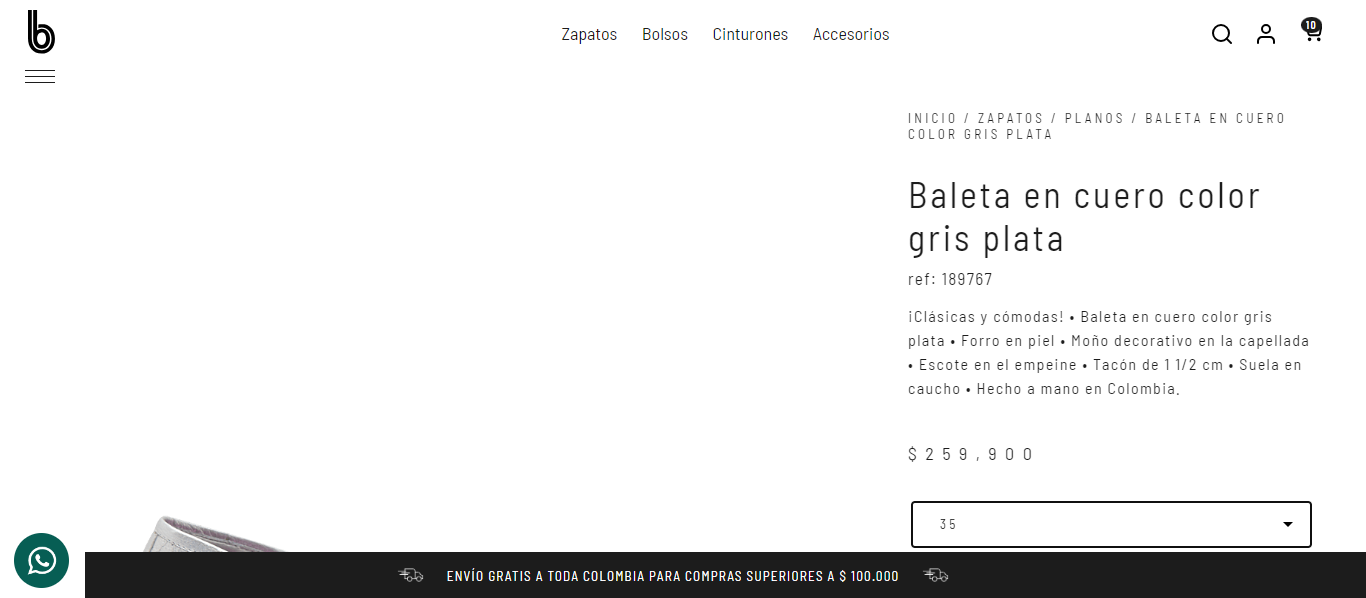 b
Zapatos Bolsos Cinturones Accesorios
10
INICIO / ZAPATOS / PLANOS / BALETA EN CUERO
COLOR GRIS PLATA
Baleta en cuero color
gris plata
ref: 189767
¡Clásicas y cómodas! • Baleta en cuero color gris
plata • Forro en piel • Moño decorativo en la capellada
• Escote en el empeine • Tacón de 1 1/2 cm • Suela en
caucho • Hecho a mano en Colombia.
$259,900
35
ENVÍO GRATIS A TODA COLOMBIA PARA COMPRAS SUPERIORES A $ 100.000